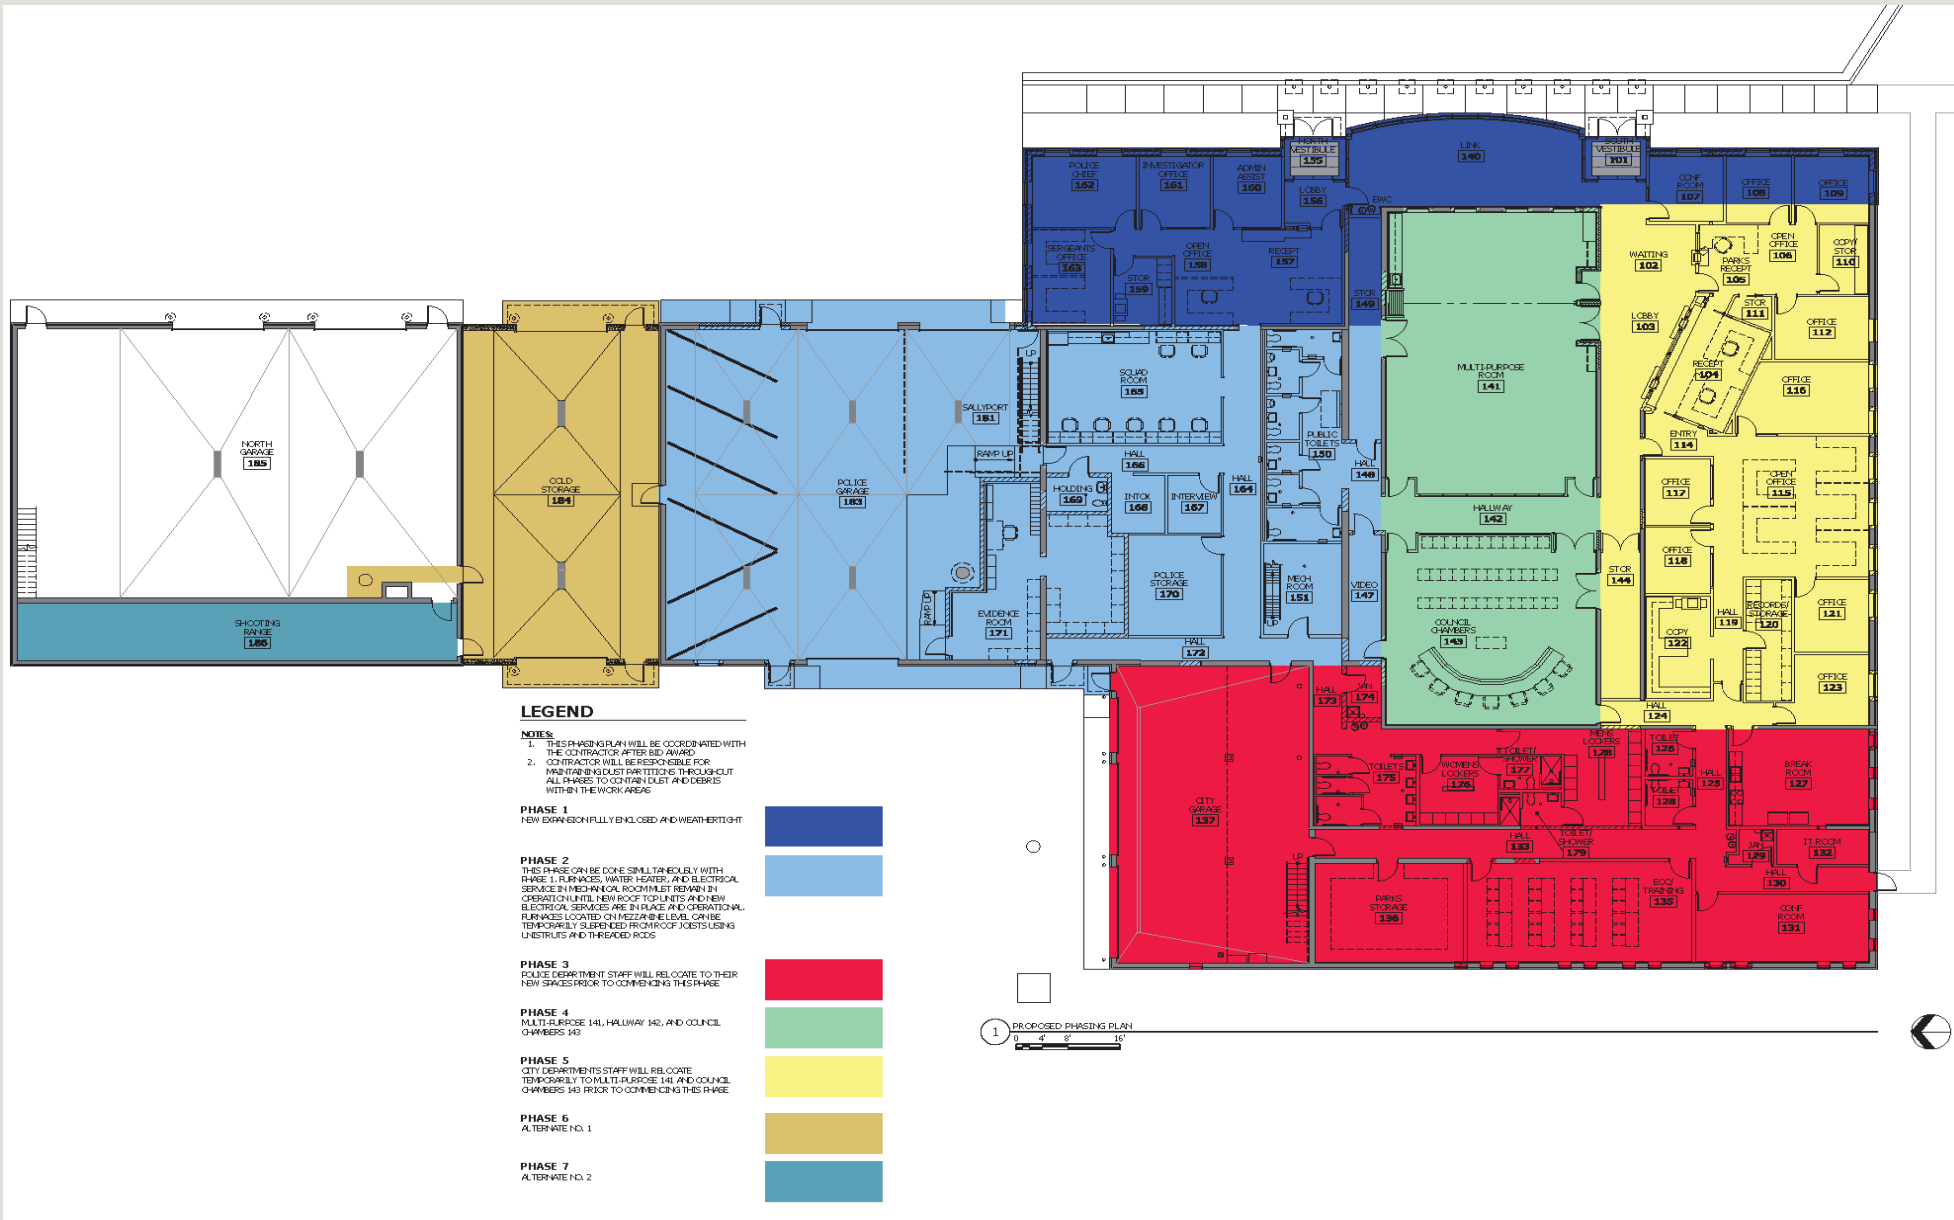 NORTH
VESTIBULE
155
SOUTH
VESTIBULE
101
LINK
140
POLICE
CHIEF
162
INVESTIGATOR
OFFICE
161
ADMIN
ASSIST
160
LOBBY
156
EWC
CONF
ROOM
107
OFFICE
108
OFFICE
109
SERGEANTS
OFFICE
163
STOR
159
OPEN
OFFICE
158
RECEPT
157
STOR
149
WAITING
102
PARKS
RECEPT
105
OPEN
OFFICE
106
COPY/
STOR
110
LOBBY
103
STOR
111
OFFICE
112
RECEPT
104
OFFICE
116
ENTRY
114
OPEN
OFFICE
115
OFFICE
117
OFFICE
118
STOR
144
HALL
119
RECORDS/
STORAGE
120
OFFICE
121
COPY
122
OFFICE
123
HALL
124
MULTI-PURPOSE
ROOM
141
HALLWAY
142
COUNCIL
CHAMBERS
143
SQUAD
ROOM
165
PUBLIC
TOILETS
150
HALL
148
HALL
166
HOLDING
169
INTOX
168
INTERVIEW
167
HALL
164
POLICE
STORAGE
170
MECH
ROOM
151
UP
VIDEO
147
HALL
172
UP
SALLYPORT
181
RAMP UP
POLICE
GARAGE
183
RAMP UP
EVIDENCE
ROOM
171
COLD
STORAGE
184
NORTH
GARAGE
185
SHOOTING
RANGE
186
HALL
173
JAN
174
CITY
GARAGE
137
UP
TOILETS
175
WOMENS
LOCKERS
176
TOILET/
SHOWER
177
MENS
LOCKERS
178
TOILET
126
TOILET
128
HALL
125
BREAK
ROOM
127
HALL
133
TOILET/
SHOWER
179
JAN
129
IT ROOM
132
HALL
130
PARKS
STORAGE
136
EOC/
TRAINING
135
CONF
ROOM
131
LEGEND
NOTES:
1. THIS PHASING PLAN WILL BE COORDINATED WITH
THE CONTRACTOR AFTER BID AWARD
2. CONTRACTOR WILL BE RESPONSIBLE FOR
MAINTAINING DUST PARTITIONS THROUGHOUT
ALL PHASES TO CONTAIN DUST AND DEBRIS
WITHIN THE WORK AREAS
PHASE 1
NEW EXPANSION FULLY ENCLOSED AND WEATHERTIGHT
PHASE 2
THIS PHASE CAN BE DONE SIMULTANEOUSLY WITH
PHASE 1. FURNACES, WATER HEATER, AND ELECTRICAL
SERVICE IN MECHANICAL ROOM MUST REMAIN IN
OPERATION UNTIL NEW ROOF TOP UNITS AND NEW
ELECTRICAL SERVICES ARE IN PLACE AND OPERATIONAL.
FURNACES LOCATED ON MEZZANINE LEVEL CAN BE
TEMPORARILY SUSPENDED FROM ROOF JOISTS USING
UNISTRUTS AND THREADED RODS
PHASE 3
POLICE DEPARTMENT STAFF WILL RELOCATE TO THEIR
NEW SPACES PRIOR TO COMMENCING THIS PHASE
PHASE 4
MULTI-PURPOSE 141, HALLWAY 142, AND COUNCIL
CHAMBERS 143
PHASE 5
CITY DEPARTMENTS STAFF WILL RELOCATE
TEMPORARILY TO MULTI-PURPOSE 141 AND COUNCIL
CHAMBERS 143 PRIOR TO COMMENCING THIS PHASE
PHASE 6
ALTERNATE NO. 1
PHASE 7
ALTERNATE NO. 2
1 PROPOSED PHASING PLAN
0 4' 8' 16'